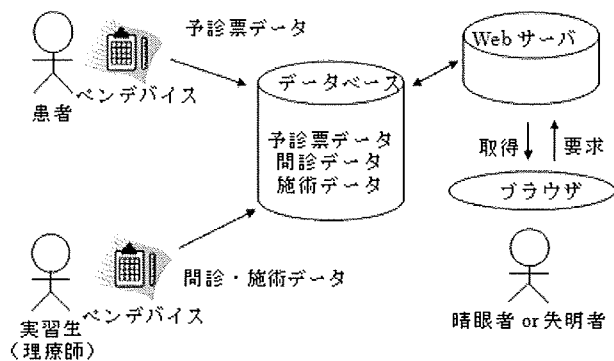 予診票データ
ペンデバイス
患者
データベース
予診票データ
問診データ
施術データ
Webサーバ
取得
要求
ブラウザ
問診・施術データ
ペンデバイス
実習生
(理療師)
晴眼者 or 失明者